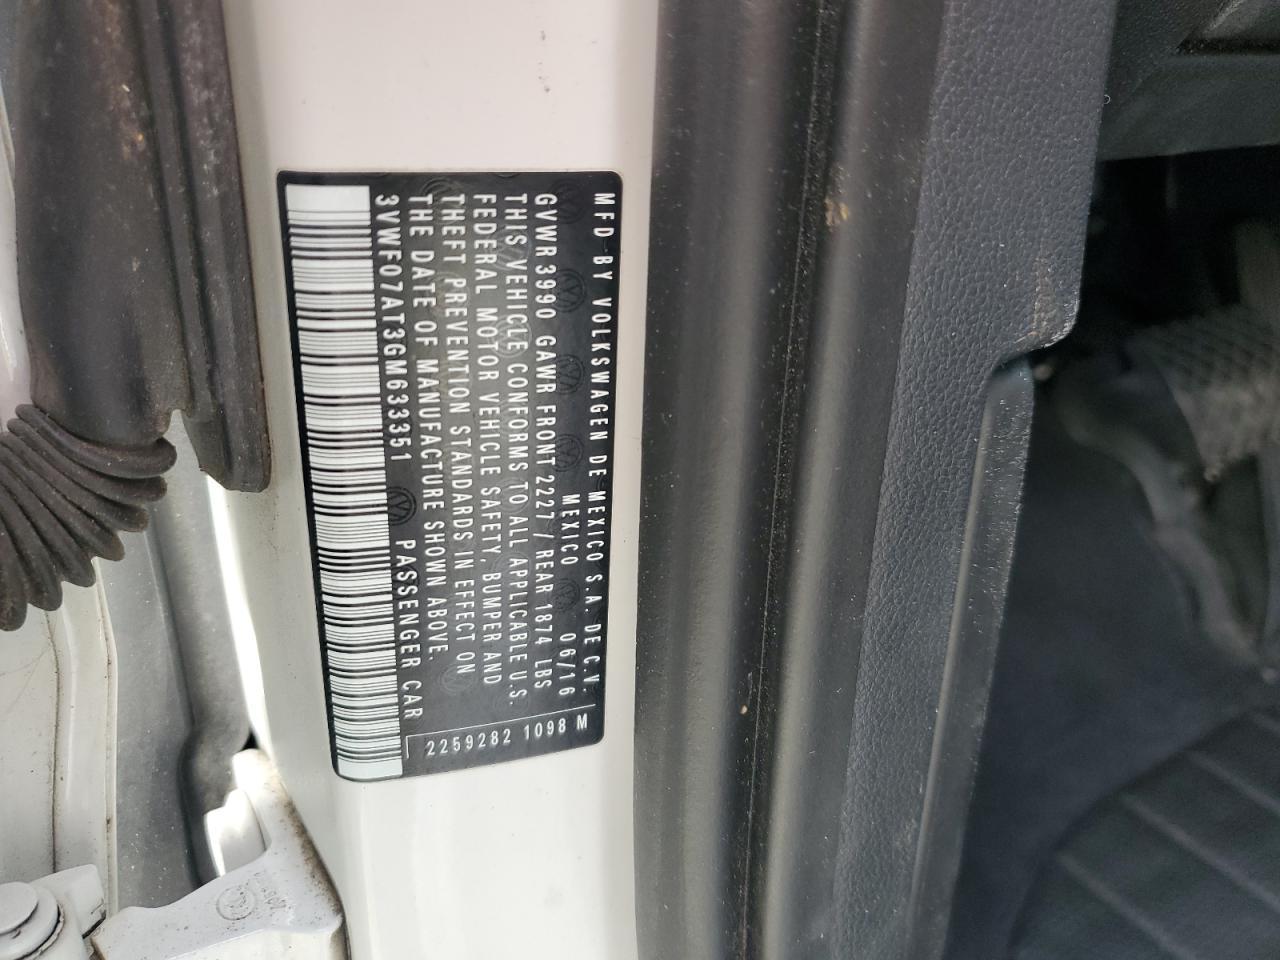 MFD BY VOLKSWAGEN DE MEXICO S.A. DE C.V.
MEXICO 06/16
GVWR 3990 GAWR FRONT 2227 / REAR 1874 LBS
THIS VEHICLE CONFORMS TO ALL APPLICABLE U.S.
FEDERAL MOTOR VEHICLE SAFETY, BUMPER AND
THEFT PREVENTION STANDARDS IN EFFECT ON
THE DATE OF MANUFACTURE SHOWN ABOVE.
3VWF07AT3GM633351 PASSENGER CAR
2259282 1098 M